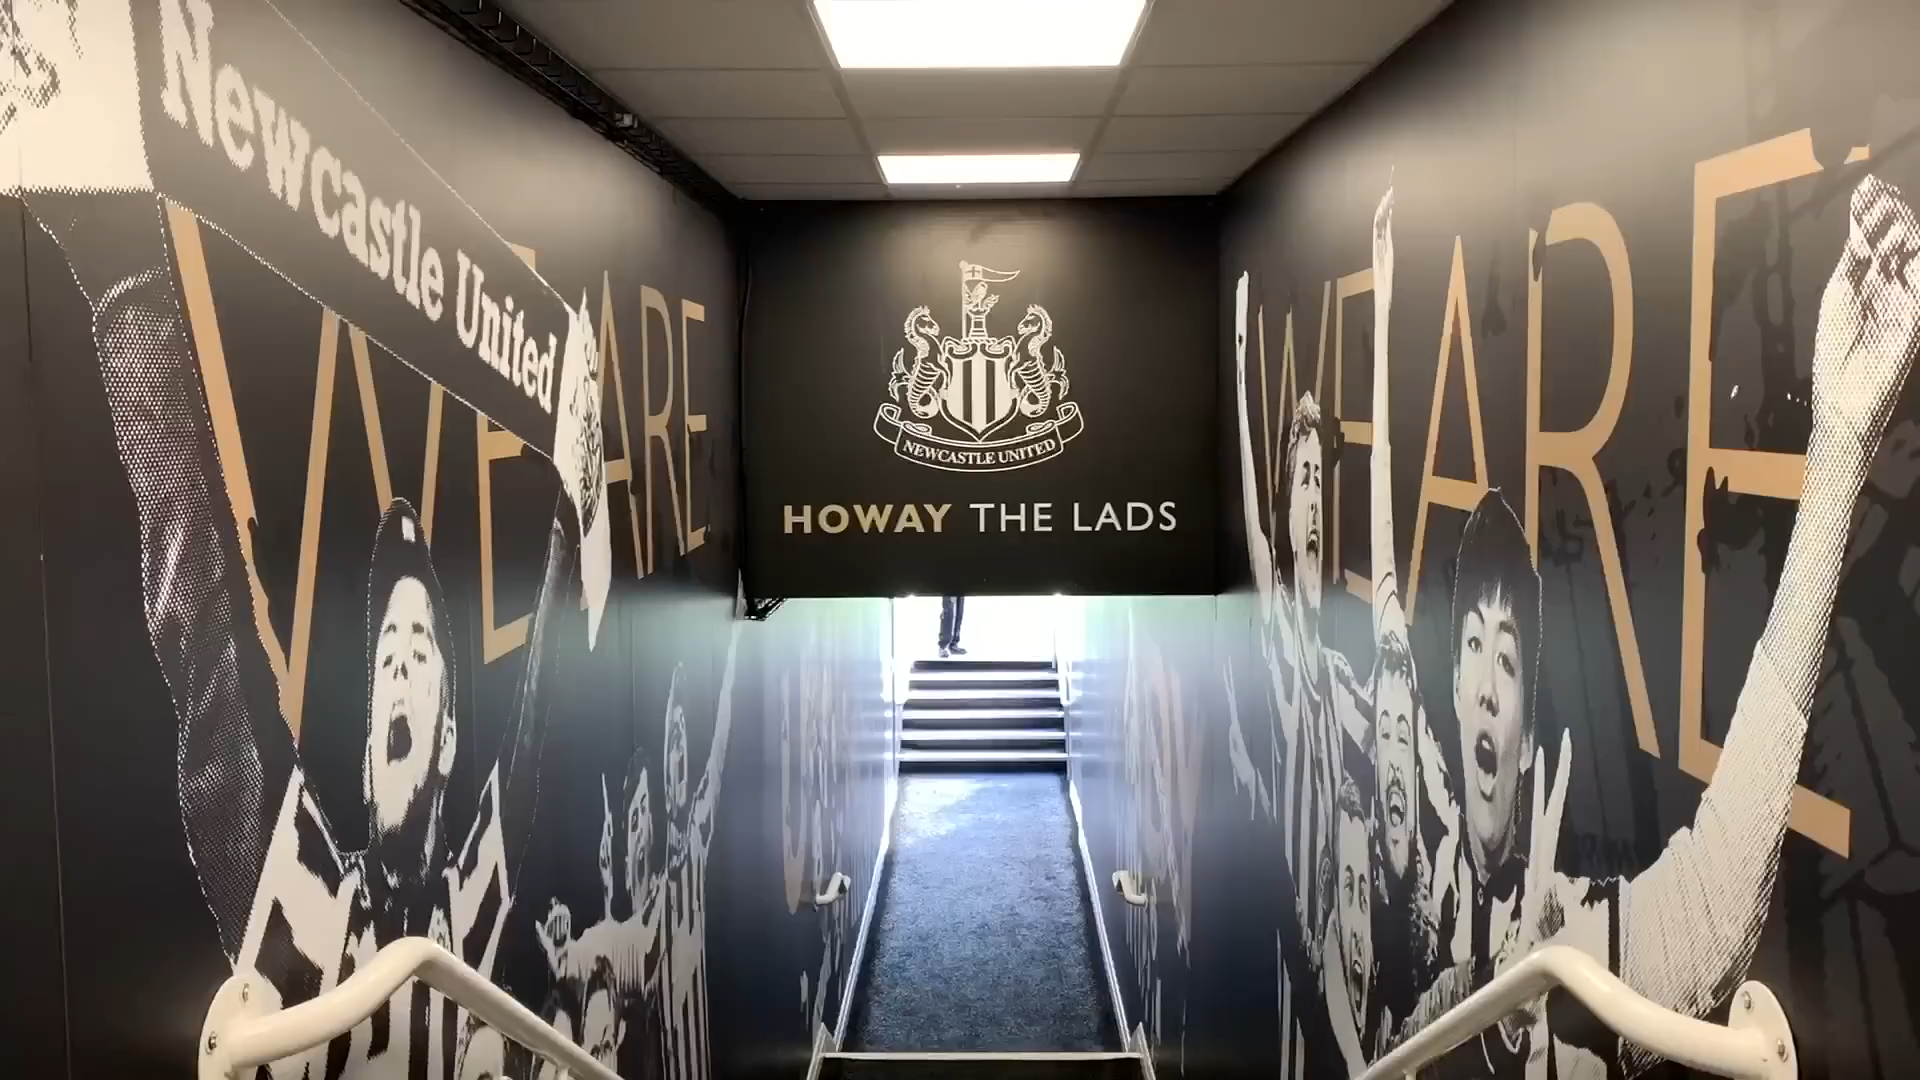 Newcastle United
WE ARE
NEWCASTLE UNITED
HOWAY THE LADS
WE ARE